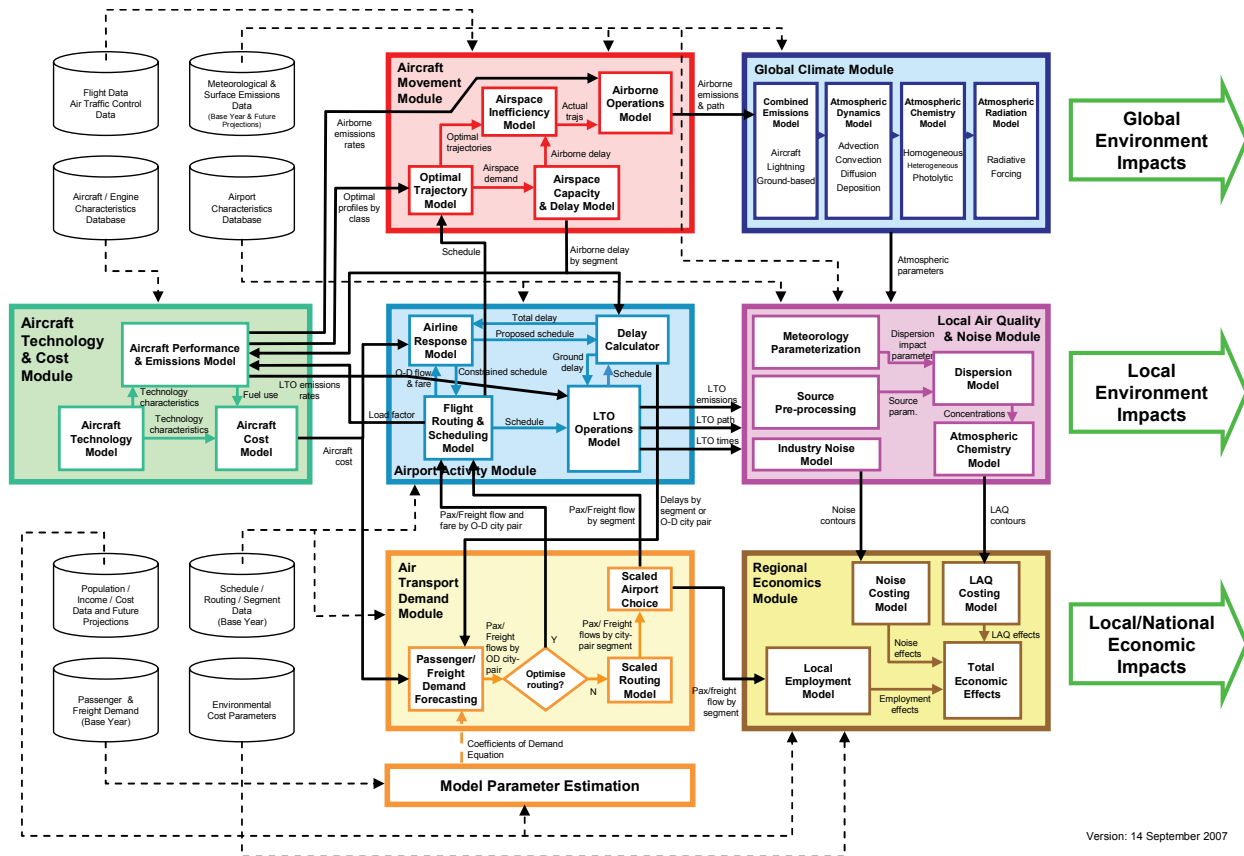 Flight Data
Air Traffic Control
Data
Meteorological &
Surface Emissions
Data
(Base Year & Future
Projections)
Aircraft / Engine
Characteristics
Database
Airport
Characteristics
Database
Aircraft
Movement
Module
Airspace
Inefficiency
Model
Airborne
Operations
Model
Actual
trajs
Optimal
trajectories
Airborne delay
Airspace
demand
Optimal
Trajectory
Model
Airspace
Capacity
& Delay Model
Airborne
emissions
rates
Optimal
profiles by
class
Airborne
emissions
& path
Schedule
Airborne delay
by segment
Global Climate Module
Combined
Emissions
Model
Aircraft
Lightning
Ground-based
Atmospheric
Dynamics
Model
Advection
Convection
Diffusion
Deposition
Atmospheric
Chemistry
Model
Homogeneous
Heterogeneous
Photolytic
Atmospheric
Radiation
Model
Radiative
Forcing
Atmospheric
parameters
Global
Environment
Impacts
Aircraft
Technology
& Cost
Module
Aircraft Performance
& Emissions Model
Technology
characteristics
Fuel use
Aircraft
Technology
Model
Technology
characteristics
Aircraft
Cost
Model
LTO emissions
rates
Load factor
Aircraft
cost
Airline
Response
Model
Total delay
Proposed schedule
Delay
Calculator
O-D flow
& fare
Constrained schedule
Ground
delay
Schedule
Flight
Routing &
Scheduling
Model
Schedule
LTO
Operations
Model
Airport Activity Module
LTO
emissions
LTO path
LTO times
Local Air Quality
& Noise Module
Meteorology
Parameterization
Dispersion
impact
parameter
Source
Pre-processing
Source
param.
Dispersion
Model
Concentrations
Industry Noise
Model
Atmospheric
Chemistry Model
Local
Environment
Impacts
Pax/Freight flow and
fare by O-D city pair
Pax/Freight flow
by segment
Delays by
segment or
O-D city pair
Noise
contours
LAQ
contours
Population /
Income / Cost
Data and Future
Projections
Schedule /
Routing / Segment
Data
(Base Year)
Passenger &
Freight Demand
(Base Year)
Environmental
Cost Parameters
Air
Transport
Demand
Module
Scaled
Airport
Choice
Pax/
Freight
flows by
OD city-
pair
Y
Pax/ Freight
flows by city-
pair segment
Passenger/
Freight
Demand
Forecasting
Optimise
routing?
N
Scaled
Routing
Model
Pax/freight
flow by
segment
Regional
Economics
Module
Noise
Costing
Model
LAQ
Costing
Model
Noise
effects
LAQ effects
Local
Employment
Model
Employment
effects
Total
Economic
Effects
Local/National
Economic
Impacts
Coefficients of Demand
Equation
Model Parameter Estimation
Version: 14 September 2007